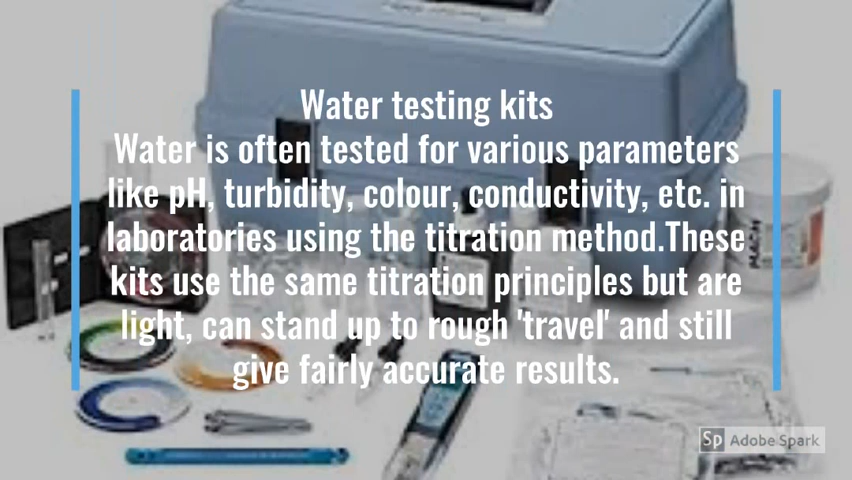 Water testing kits
Water is often tested for various parameters
like pH, turbidity, colour, conductivity, etc. in
laboratories using the titration method.These
kits use the same titration principles but are
light, can stand up to rough 'travel' and still
give fairly accurate results.
HACH
Sp Adobe Spark